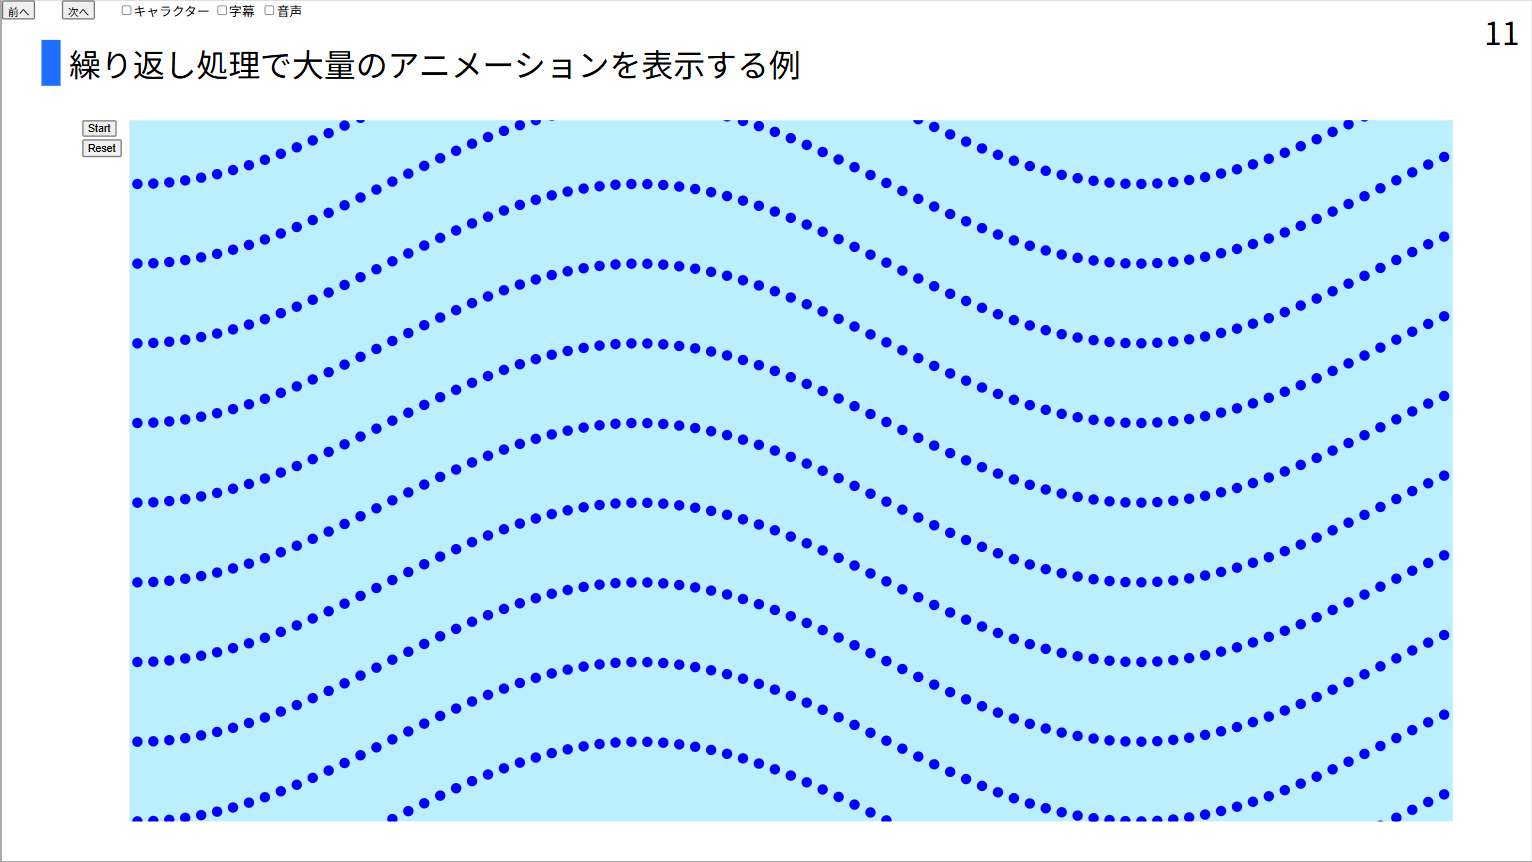 前へ 次へ キャラクター 字幕 音声
11
繰り返し処理で大量のアニメーションを表示する例
Start
Reset